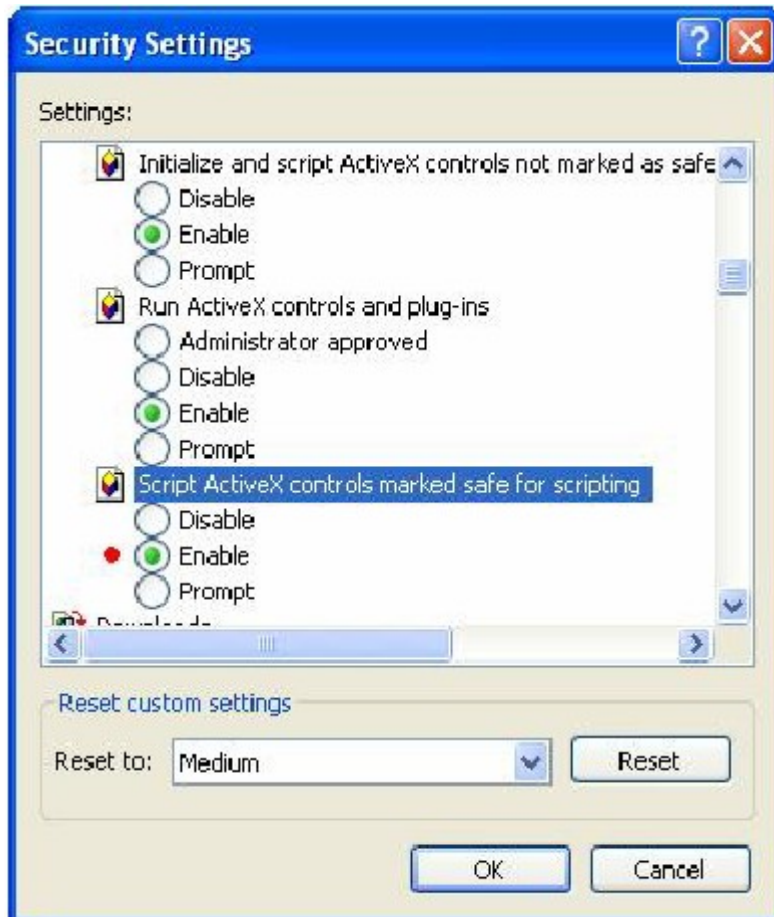 Security Settings
Settings:
Initialize and script ActiveX controls not marked as safe
Disable
Enable
Prompt
Run ActiveX controls and plug-ins
Administrator approved
Disable
Enable
Prompt
Script ActiveX controls marked safe for scripting
Disable
Enable
Prompt
Downloads
Reset custom settings
Reset to: Medium Reset
OK Cancel